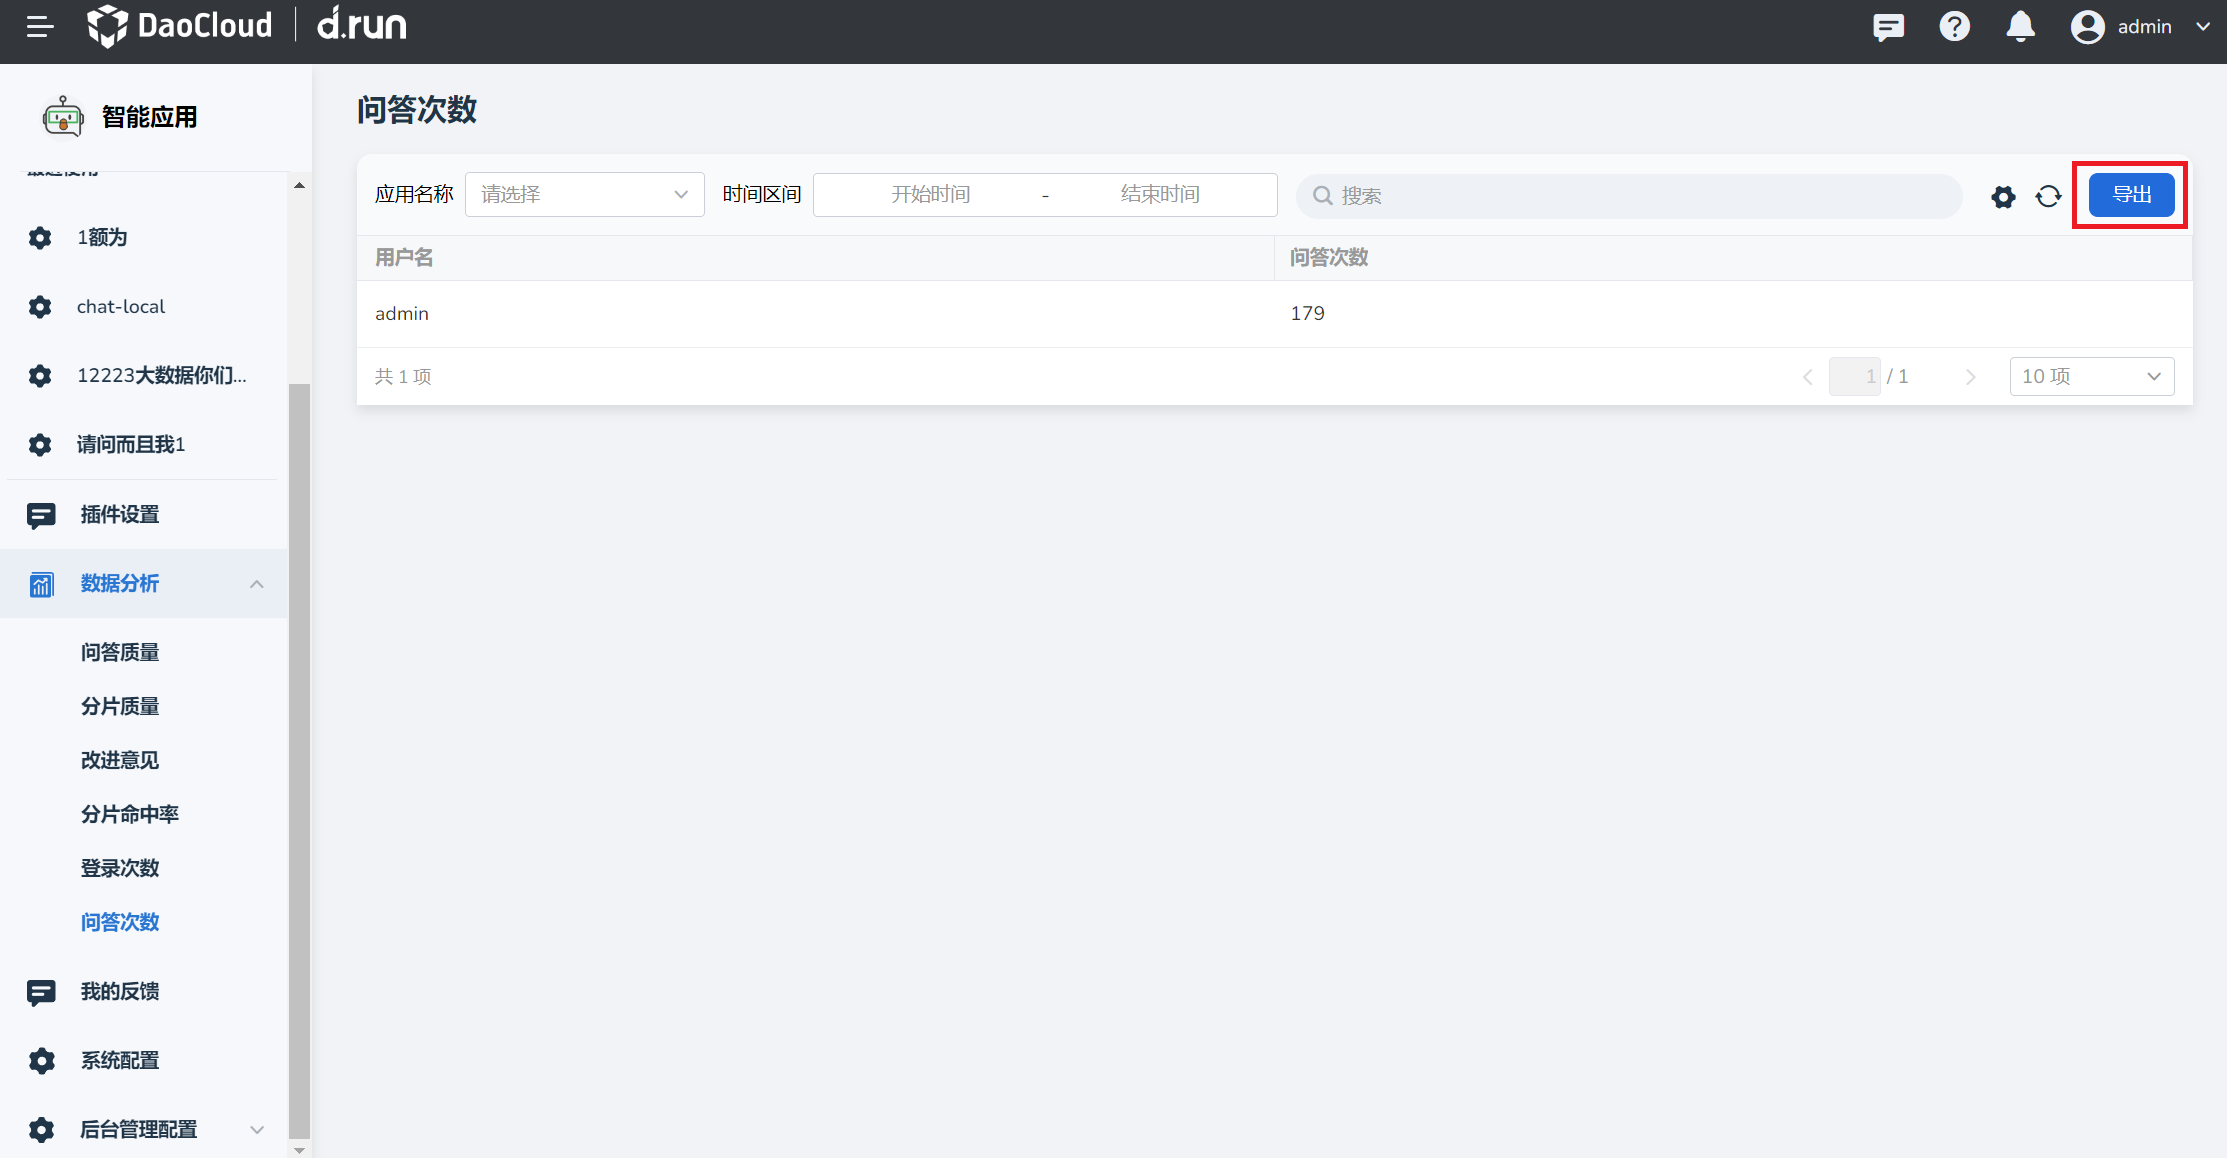 DaoCloud d.run
admin
智能应用
最近使用
1额为
chat-local
12223大数据你们...
请问而且我1
插件设置
数据分析
问答质量
分片质量
改进意见
分片命中率
登录次数
问答次数
我的反馈
系统配置
后台管理配置
问答次数
应用名称 请选择 时间区间 开始时间 - 结束时间 搜索 导出
用户名 问答次数
admin 179
共 1 项 1 / 1 10 项